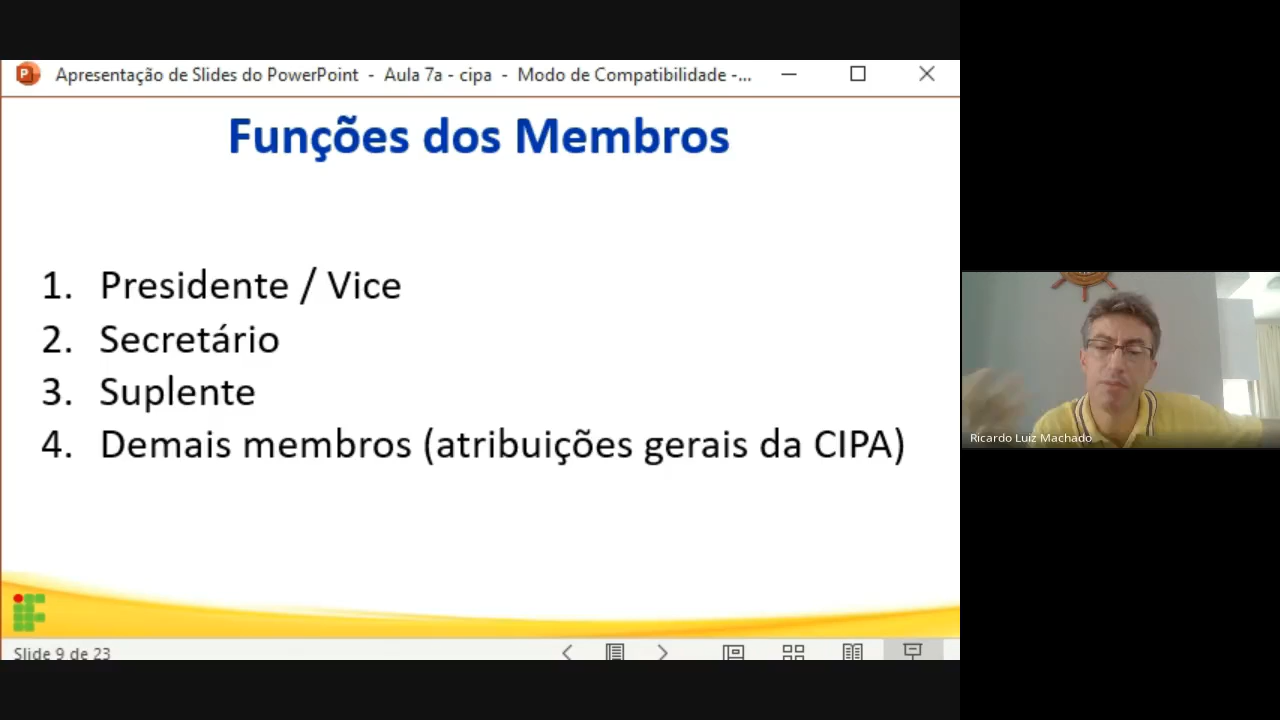 Apresentação de Slides do PowerPoint - Aula 7a - cipa - Modo de Compatibilidade -...
Funções dos Membros
1. Presidente / Vice
2. Secretário
3. Suplente
4. Demais membros (atribuições gerais da CIPA)
Ricardo Luiz Machado
Slide 9 de 23